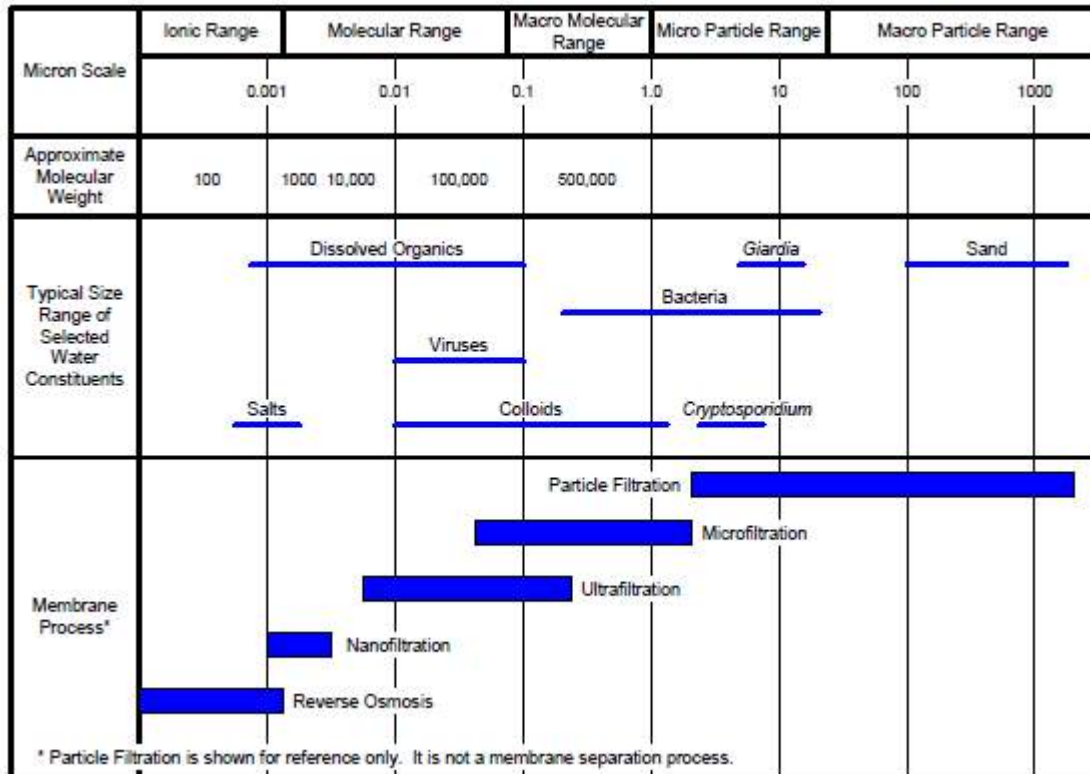 Ionic Range
Molecular Range
Macro Molecular
Range
Micro Particle Range
Macro Particle Range
Micron Scale
0.001
0.01
0.1
1.0
10
100
1000
Approximate
Molecular
Weight
100
1000
10,000
100,000
500,000
Typical Size
Range of
Selected
Water
Constituents
Dissolved Organics
Giardia
Sand
Bacteria
Viruses
Salts
Colloids
Cryptosporidium
Membrane
Process*
Particle Filtration
Microfiltration
Ultrafiltration
Nanofiltration
Reverse Osmosis
* Particle Filtration is shown for reference only. It is not a membrane separation process.